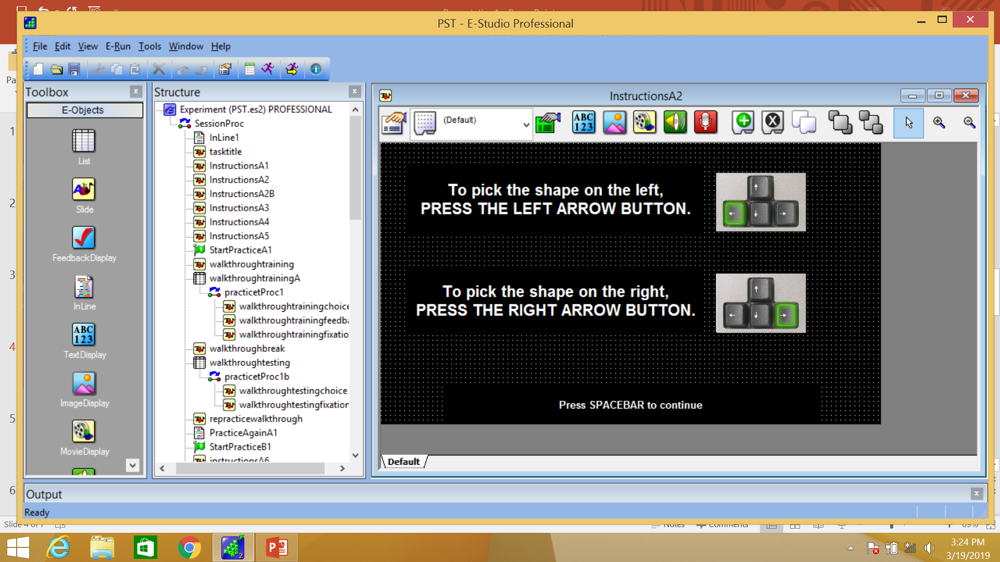 PST - E-Studio Professional
File Edit View E-Run Tools Window Help
Pa
Toolbox
E-Objects
List
Slide
FeedbackDisplay
InLine
ABC
123
TextDisplay
ImageDisplay
MovieDisplay
Structure
Experiment (PST.es2) PROFESSIONAL
SessionProc
InLine1
tasktitle
InstructionsA1
InstructionsA2
InstructionsA2B
InstructionsA3
InstructionsA4
InstructionsA5
StartPracticeA1
walkthroughtraining
walkthroughtrainingA
practicetProc1
walkthroughtrainingchoice
walkthroughtrainingfeedba
walkthroughtrainingfixatio
walkthroughbreak
walkthroughtesting
practicetProc1b
walkthroughtestingchoice
walkthroughtestingfixation
repracticewalkthrough
PracticeAgainA1
StartPracticeB1
instructionsA6
InstructionsA2
(Default)
ABC
123
To pick the shape on the left,
PRESS THE LEFT ARROW BUTTON.
To pick the shape on the right,
PRESS THE RIGHT ARROW BUTTON.
Press SPACEBAR to continue
Default
1
2
3
4
5
6
Output
Ready
Slide 4 of 7
Notes
Comments
69%
3:24 PM
3/19/2019